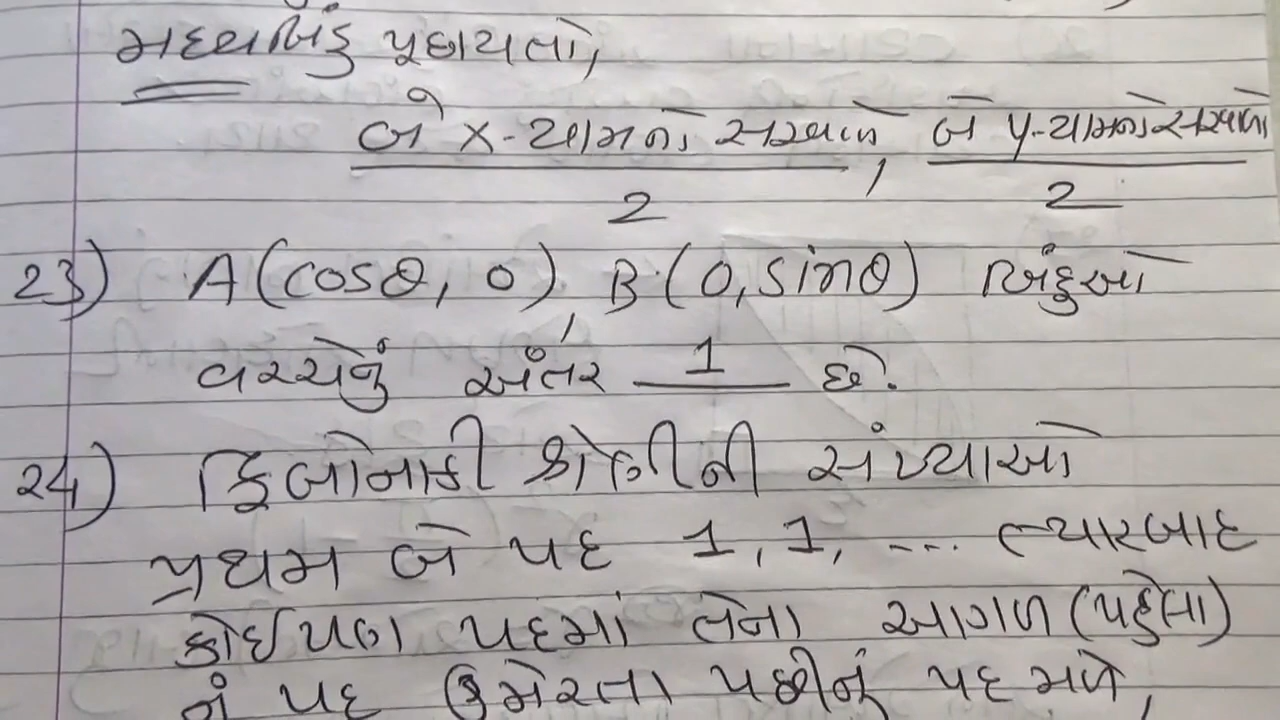 મધ્યબિંદુ પૂછાયતો,
બે x-યામનો સરવાળો, બે y-યામનો સરવાળો
2 2
23) A(cosθ, 0), B(0, sinθ) બિંદુઓ
વચ્ચેનું અંતર 1 છે.
24) ફિબોનાકી શ્રેણીની સંખ્યાઓ
પ્રથમ બે પદ 1, 1, ... ત્યારબાદ
કોઈપણ પદમાં તેના આગળ (પહેલા)
નું પદ ઉમેરતા પછીનું પદ મળે,